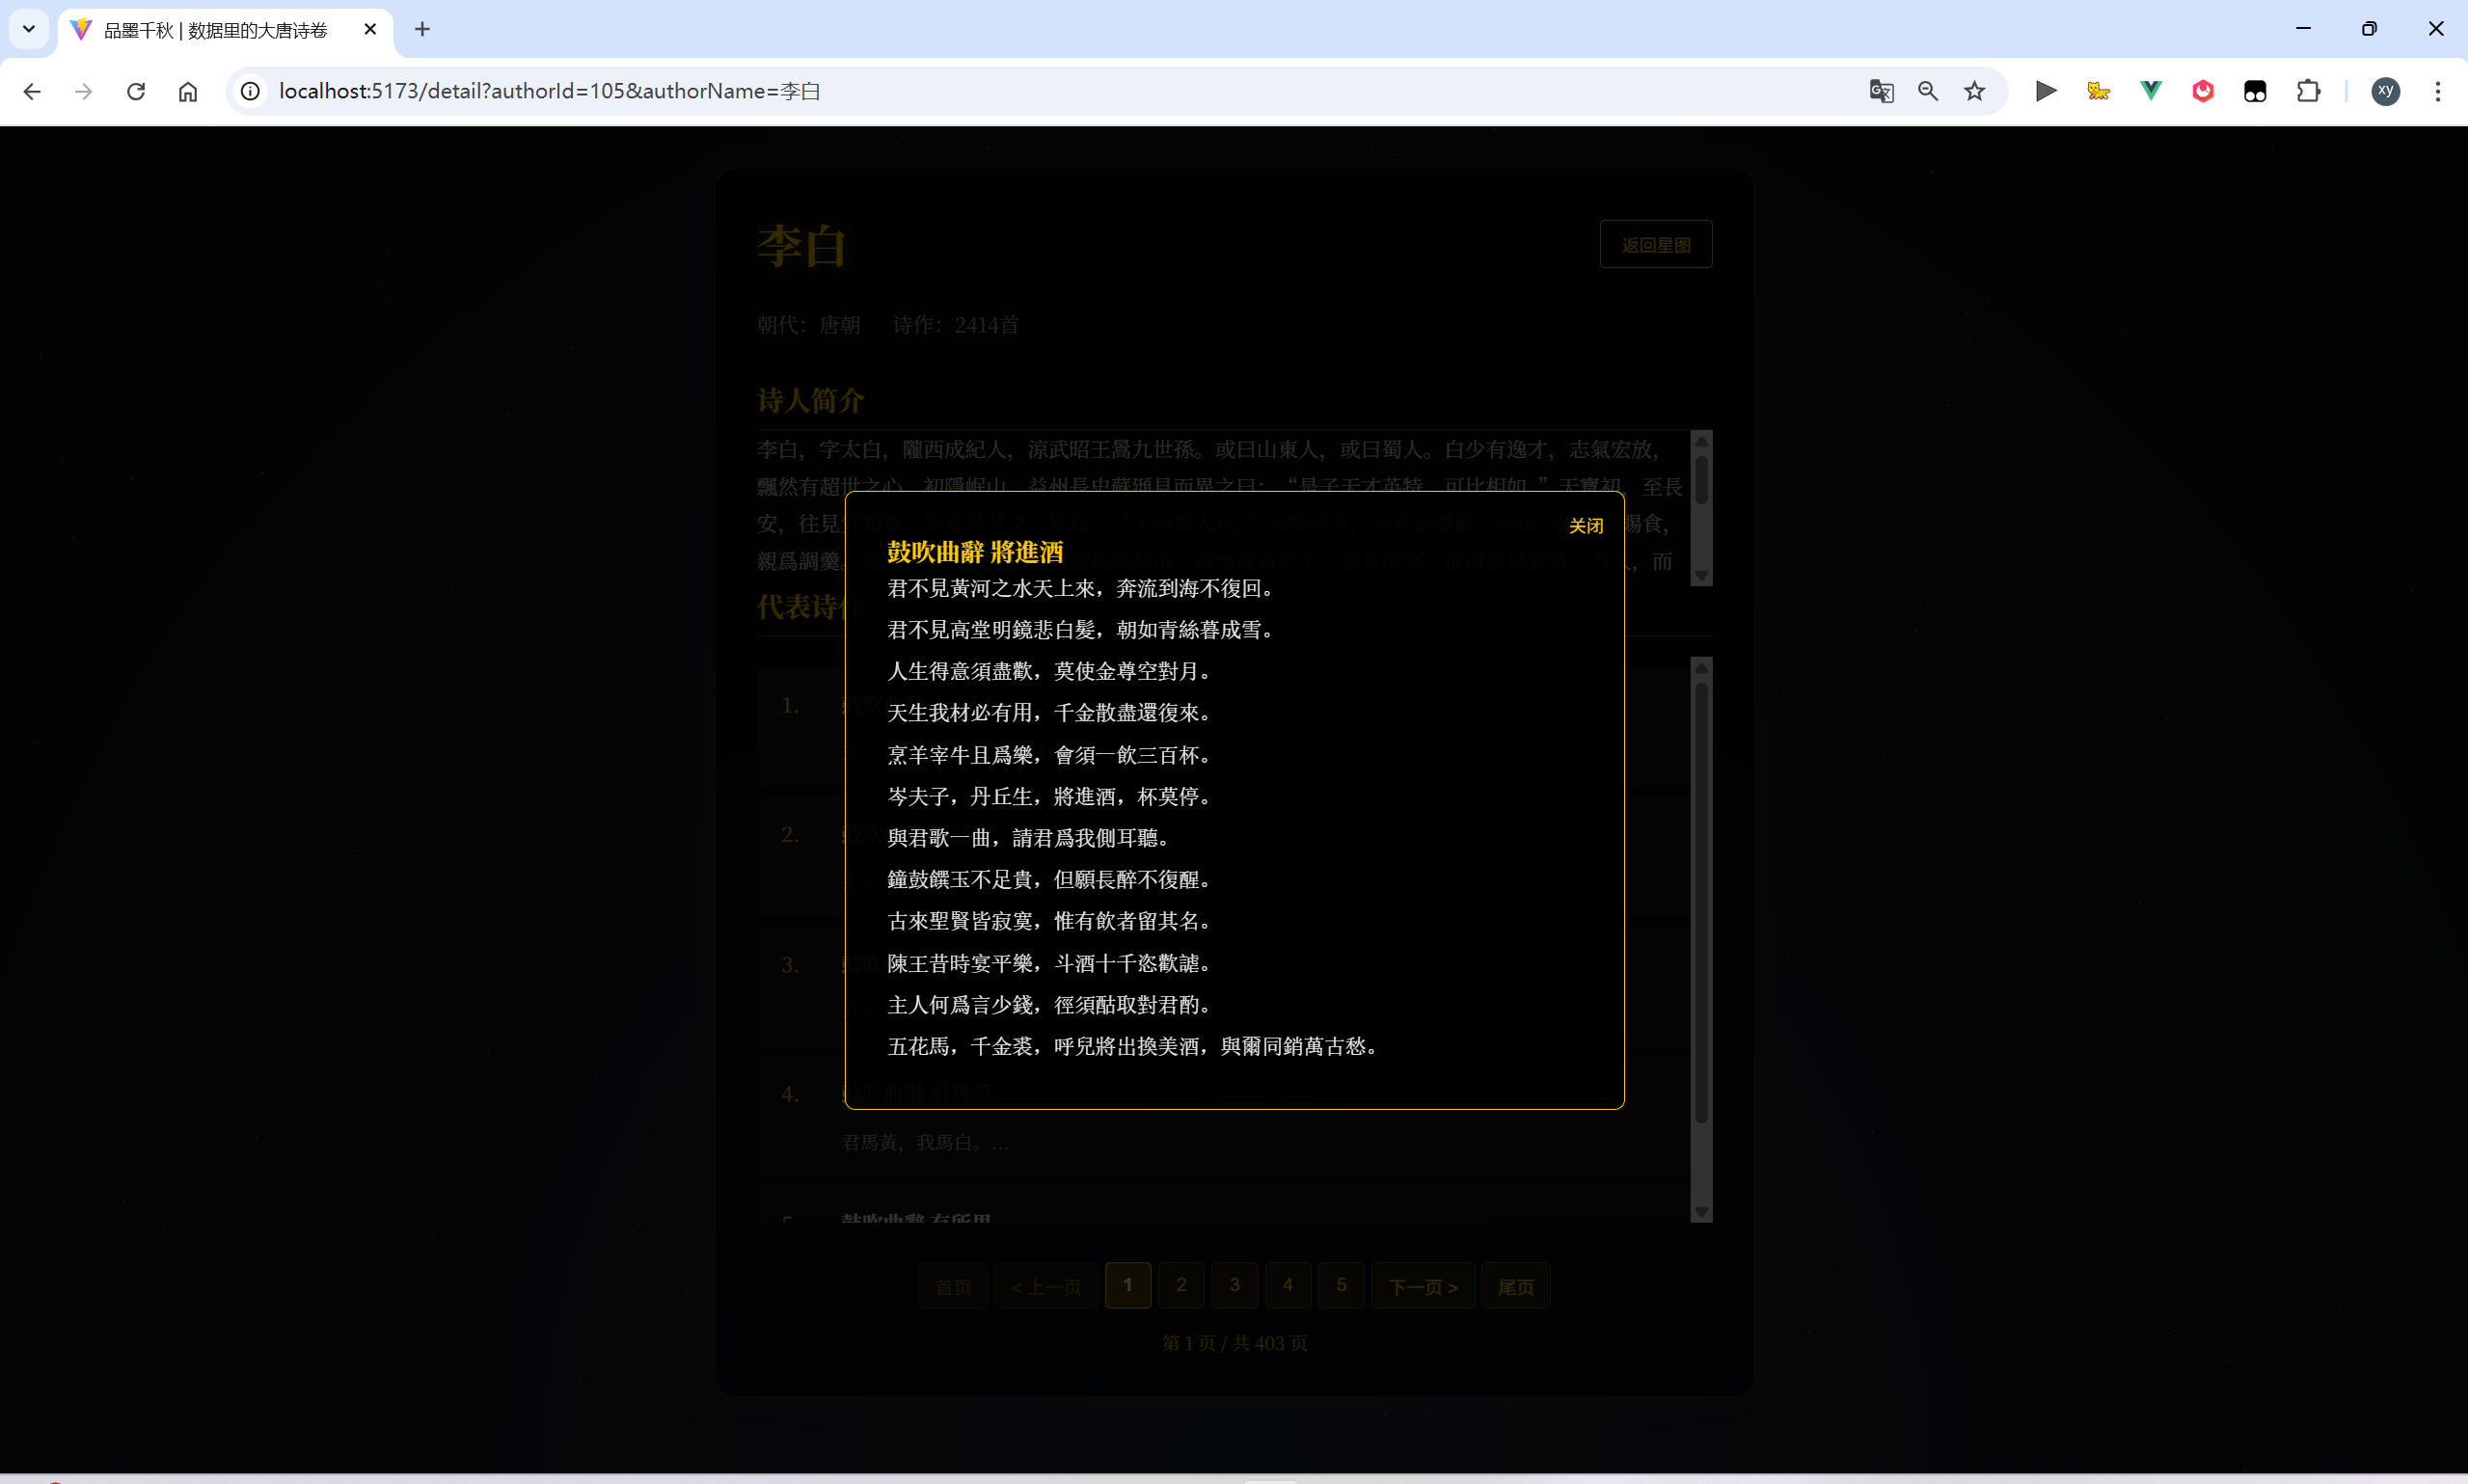 品墨千秋 | 数据里的大唐诗卷
localhost:5173/detail?authorId=105&authorName=李白
xy
李白
返回星图
朝代：唐朝 诗作：2414首
诗人简介
李白，字太白，隴西成紀人，涼武昭王暠九世孫。或曰山東人，或曰蜀人。白少有逸才，志氣宏放，
飄然有超世之心。初隱岷山，益州長史蘇頲見而異之曰：“是子天才英特，可比相如。”天寶初，至長
安，往見
賜食，
親爲調羹。
，而
代表诗
关闭
鼓吹曲辭 將進酒
君不見黃河之水天上來，奔流到海不復回。
君不見高堂明鏡悲白髮，朝如青絲暮成雪。
人生得意須盡歡，莫使金尊空對月。
天生我材必有用，千金散盡還復來。
烹羊宰牛且爲樂，會須一飲三百杯。
岑夫子，丹丘生，將進酒，杯莫停。
與君歌一曲，請君爲我側耳聽。
鐘鼓饌玉不足貴，但願長醉不復醒。
古來聖賢皆寂寞，惟有飲者留其名。
陳王昔時宴平樂，斗酒十千恣歡謔。
主人何爲言少錢，徑須酤取對君酌。
五花馬，千金裘，呼兒將出換美酒，與爾同銷萬古愁。
1.
2.
3.
4. 鼓吹曲辭 君馬黃
君馬黃，我馬白。...
5. 鼓吹曲辭 有所思
首页 < 上一页 1 2 3 4 5 下一页 > 尾页
第 1 页 / 共 403 页